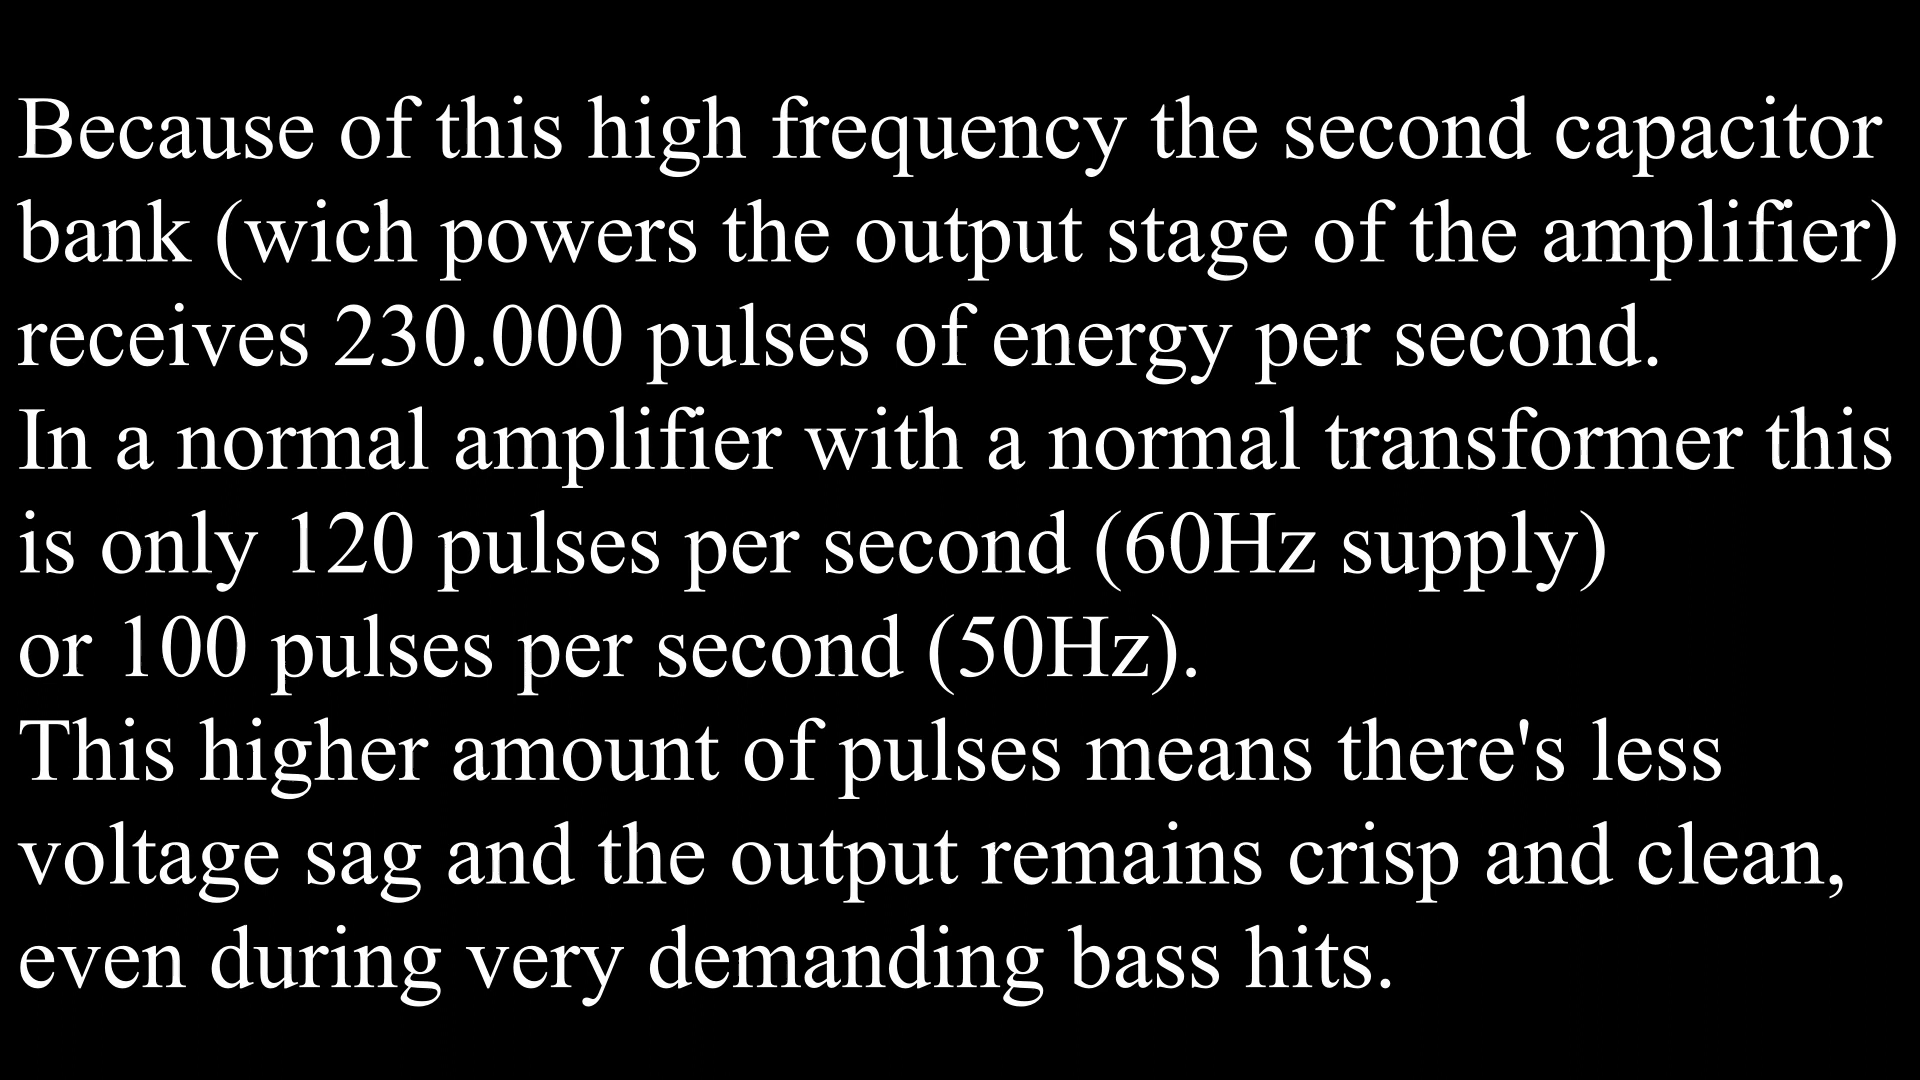 Because of this high frequency the second capacitor
bank (wich powers the output stage of the amplifier)
receives 230.000 pulses of energy per second.
In a normal amplifier with a normal transformer this
is only 120 pulses per second (60Hz supply)
or 100 pulses per second (50Hz).
This higher amount of pulses means there's less
voltage sag and the output remains crisp and clean,
even during very demanding bass hits.